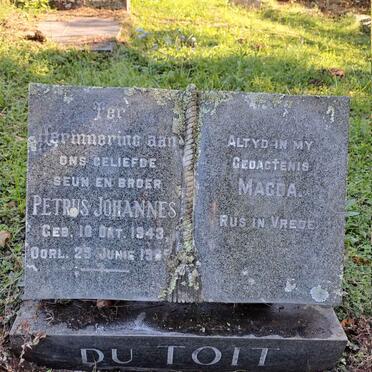 Ter
Herinnering aan
ons geliefde
seun en broer
Petrus Johannes
Geb. 10 Okt. 1943.
Oorl. 25 Junie
Altyd in my
gedagtenis
Magda.
Rus in Vrede
DU TOIT